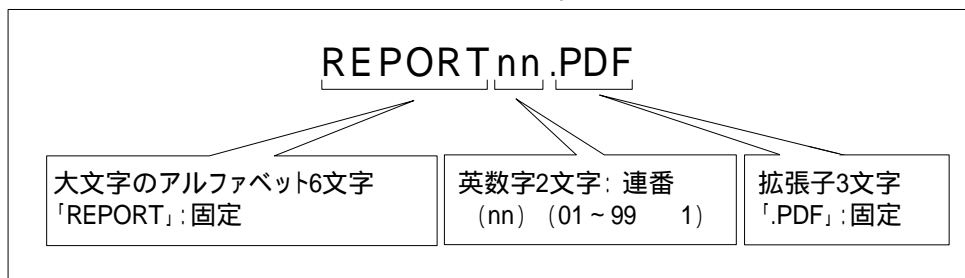 REPORTnn.PDF
大文字のアルファベット6文字
「REPORT」:固定
英数字2文字: 連番
(nn) (01~99 1)
拡張子3文字
「.PDF」:固定